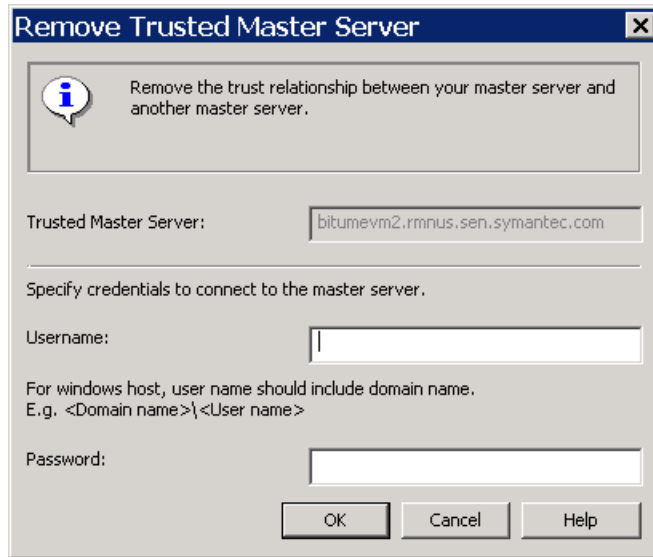 Remove Trusted Master Server
Remove the trust relationship between your master server and
another master server.
Trusted Master Server:
bitumevm2.rmnus.sen.symantec.com
Specify credentials to connect to the master server.
Username:
For windows host, user name should include domain name.
E.g. <Domain name>\<User name>
Password:
OK
Cancel
Help